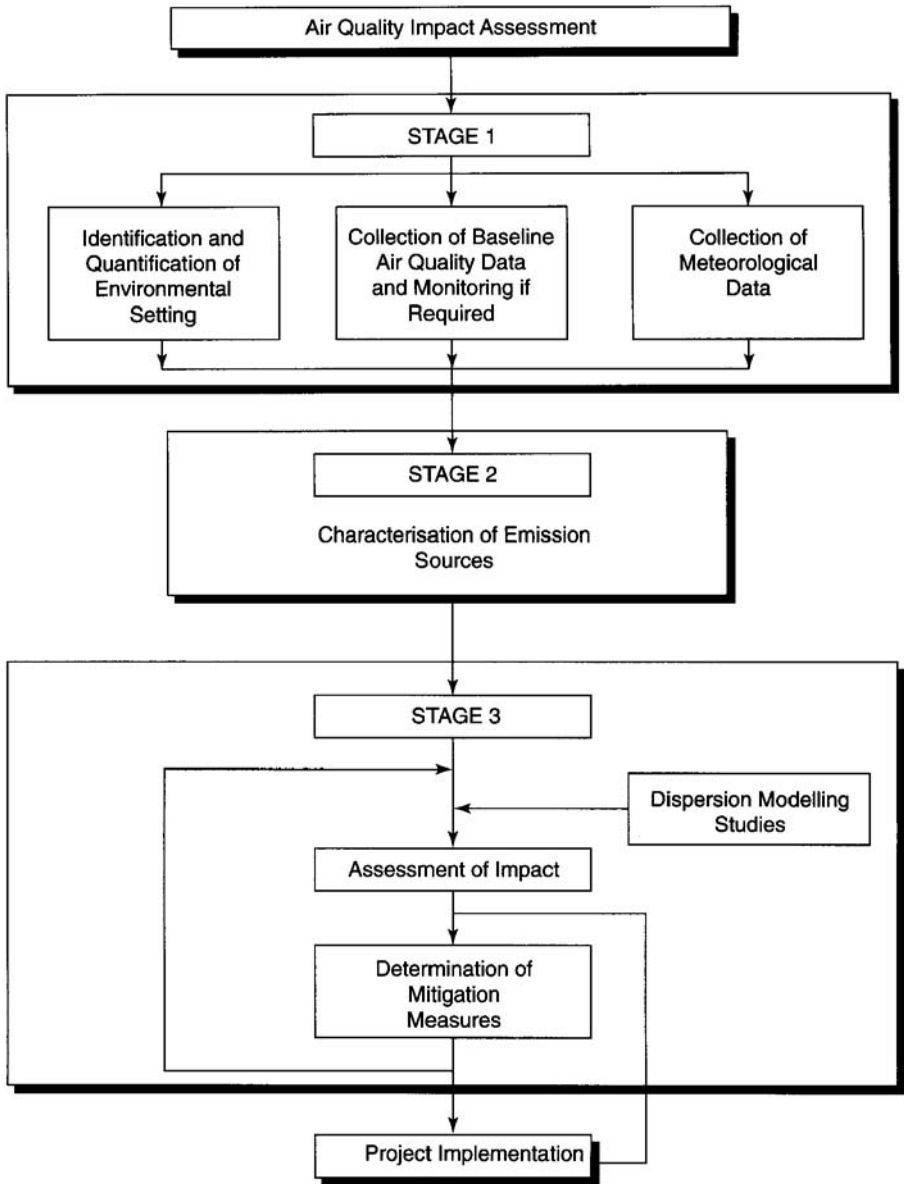 Air Quality Impact Assessment
STAGE 1
Identification and
Quantification of
Environmental
Setting
Collection of Baseline
Air Quality Data
and Monitoring if
Required
Collection of
Meteorological
Data
STAGE 2
Characterisation of Emission
Sources
STAGE 3
Dispersion Modelling
Studies
Assessment of Impact
Determination of
Mitigation
Measures
Project Implementation